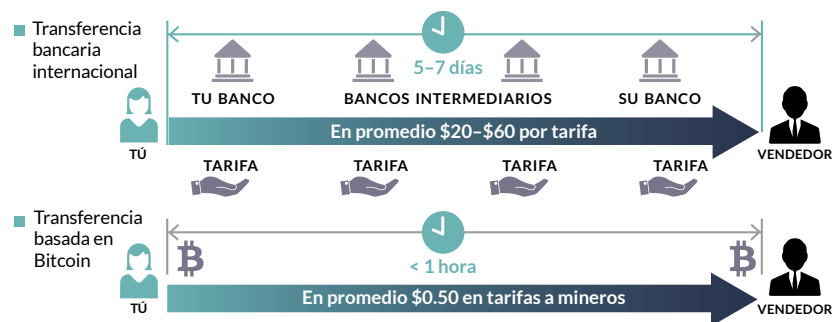 Transferencia
bancaria
internacional
5–7 días
TU BANCO
BANCOS INTERMEDIARIOS
SU BANCO
En promedio $20–$60 por tarifa
TÚ
VENDEDOR
TARIFA
TARIFA
TARIFA
TARIFA
Transferencia
basada en
Bitcoin
< 1 hora
En promedio $0.50 en tarifas a mineros
TÚ
VENDEDOR